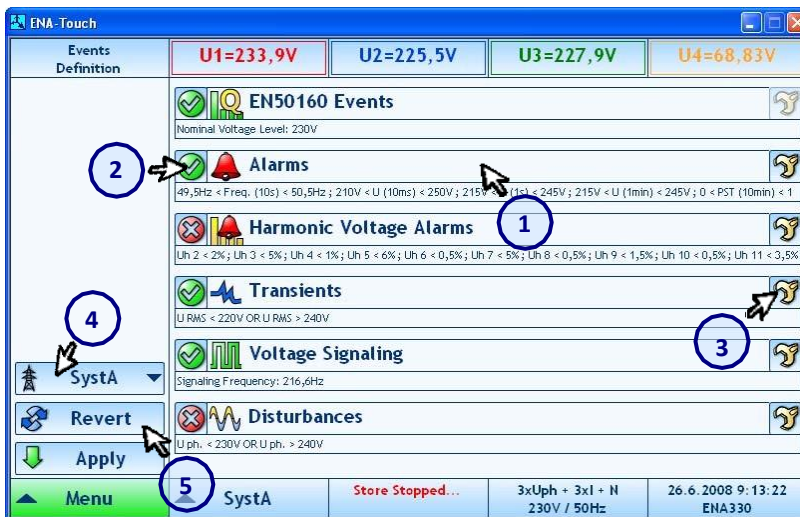 ENA-Touch
Events
Definition
U1=233,9V
U2=225,5V
U3=227,9V
U4=68,83V
EN50160 Events
Nominal Voltage Level: 230V
2
Alarms
49,5Hz < Freq. (10s) < 50,5Hz ; 210V < U (10ms) < 250V ; 215V (1s) < 245V; 215V < U (1min) < 245V ; 0 < PST (10min) < 1
1
Harmonic Voltage Alarms
Uh 2 < 2% ; Uh 3 < 5% ; Uh 4 < 1% ; Uh 5 < 6% ; Uh 6 < 0,5% ; Uh 7 < 5% ; Uh 8 < 0,5% ; Uh 9 < 1,5% ; Uh 10 < 0,5% ; Uh 11 < 3,5%
Transients
U RMS < 220V OR U RMS > 240V
3
4
Voltage Signaling
Signaling Frequency: 216,6Hz
SystA
Disturbances
U ph. < 230V OR U ph. > 240V
Revert
Apply
5
Menu
SystA
Store Stopped...
3xUph + 3xI + N
230V / 50Hz
26.6.2008 9:13:22
ENA330